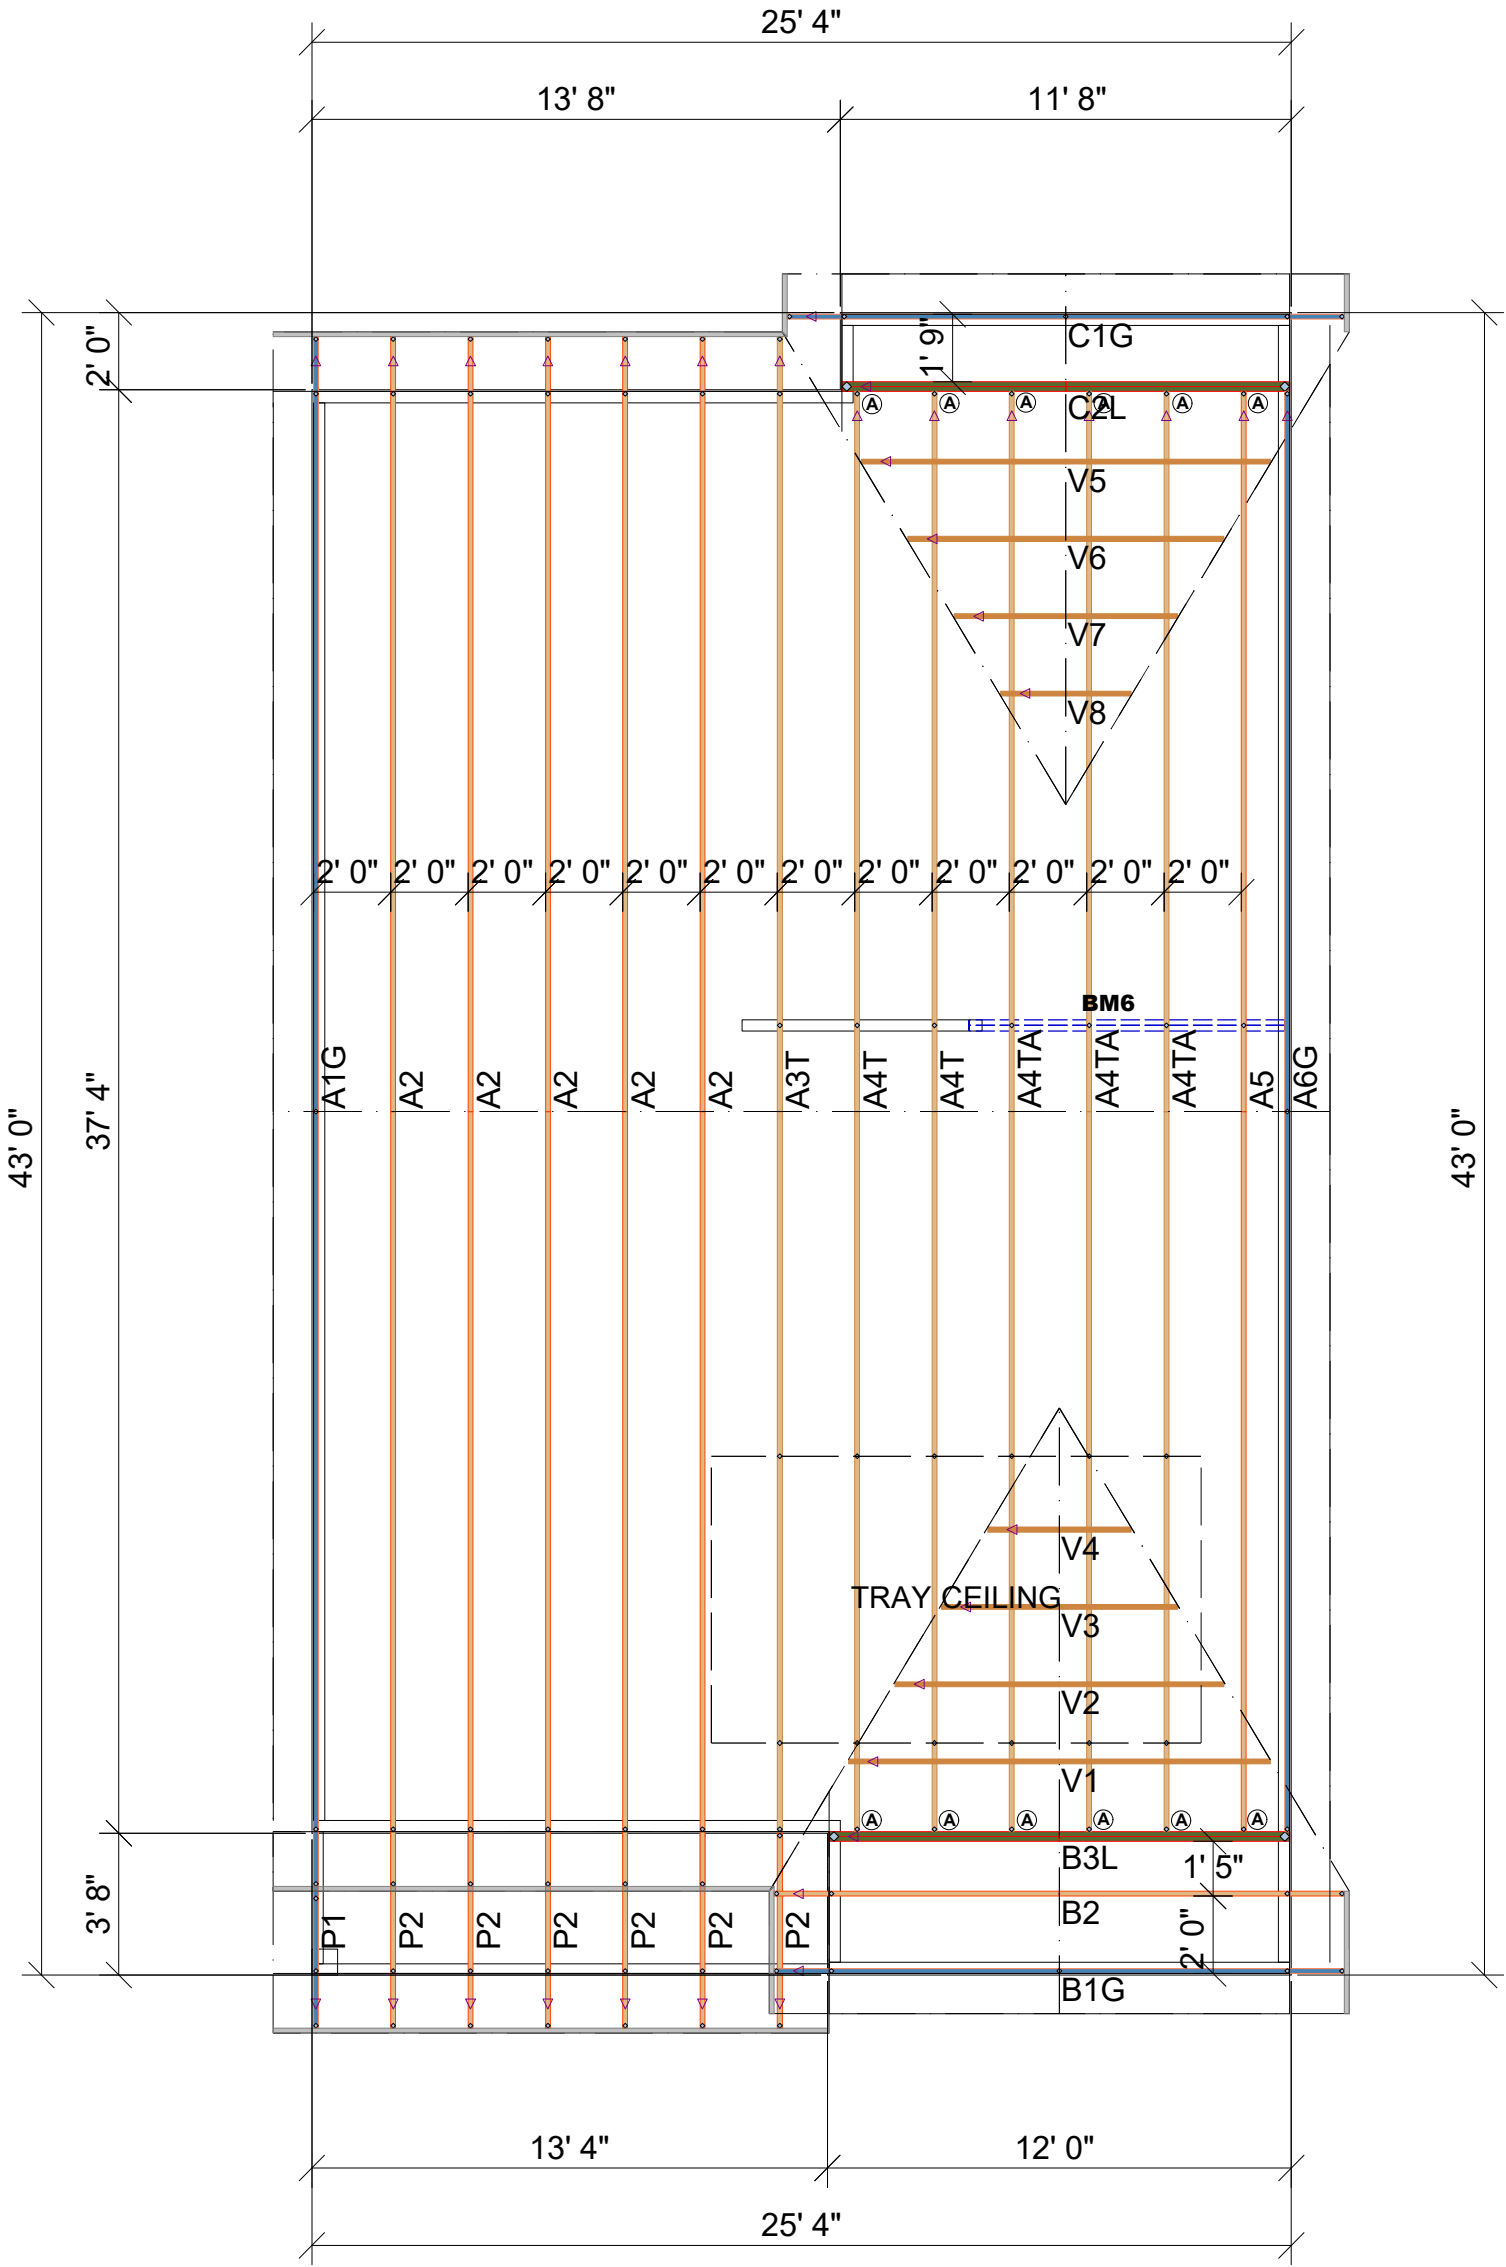 25' 4"
13' 8" 11' 8"
2' 0"
1' 9"
C1G
C2L
A A A A A A
V5
V6
V7
V8
2' 0" 2' 0" 2' 0" 2' 0" 2' 0" 2' 0" 2' 0" 2' 0" 2' 0" 2' 0" 2' 0" 2' 0"
BM6
A1G A2 A2 A2 A2 A2 A3T A4T A4T A4TA A4TA A4TA A5 A6G
43' 0"
37' 4"
43' 0"
V4
TRAY CEILING
V3
V2
V1
A A A A A A
B3L
1' 5"
3' 8"
B2
P1 P2 P2 P2 P2 P2 P2
2' 0"
B1G
13' 4" 12' 0"
25' 4"